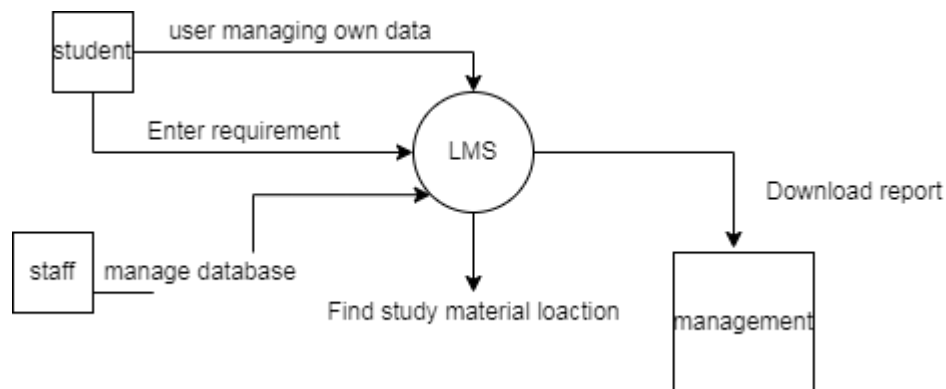 user managing own data
student
Enter requirement
LMS
Download report
staff
manage database
Find study material loaction
management